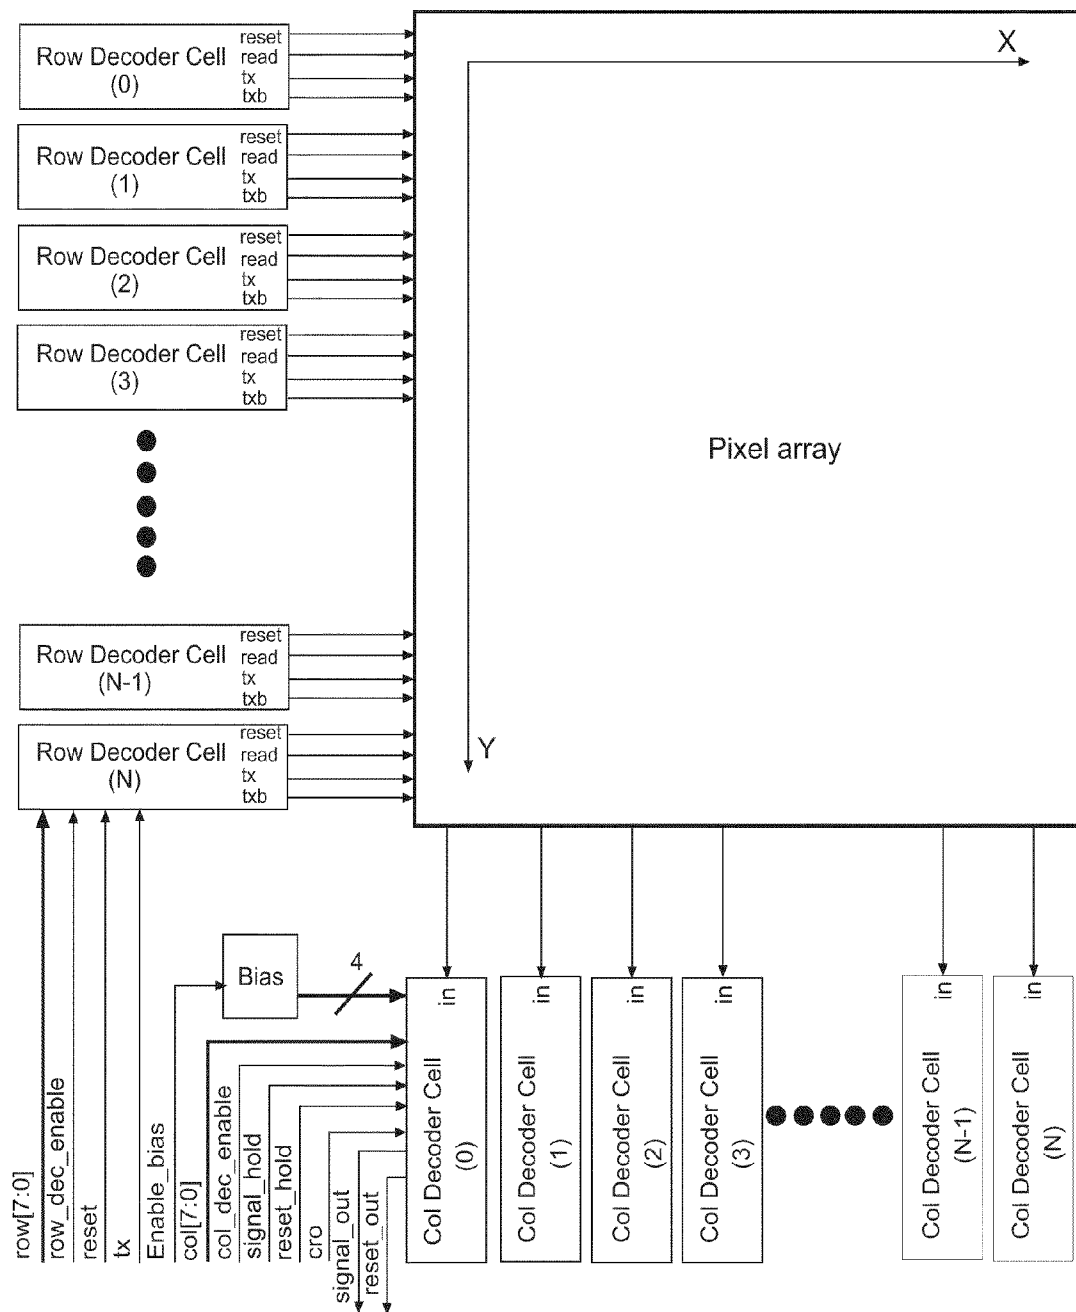 Row Decoder Cell
(0)
reset
read
tx
txb
X
Row Decoder Cell
(1)
reset
read
tx
txb
Row Decoder Cell
(2)
reset
read
tx
txb
Row Decoder Cell
(3)
reset
read
tx
txb
Pixel array
Row Decoder Cell
(N-1)
reset
read
tx
txb
Row Decoder Cell
(N)
reset
read
tx
txb
Y
Bias
4
row[7:0]
row_dec_enable
reset
tx
Enable_bias
col[7:0]
col_dec_enable
signal_hold
reset_hold
cro
signal_out
reset_out
in
Col Decoder Cell
(0)
in
Col Decoder Cell
(1)
in
Col Decoder Cell
(2)
in
Col Decoder Cell
(3)
in
Col Decoder Cell
(N-1)
in
Col Decoder Cell
(N)